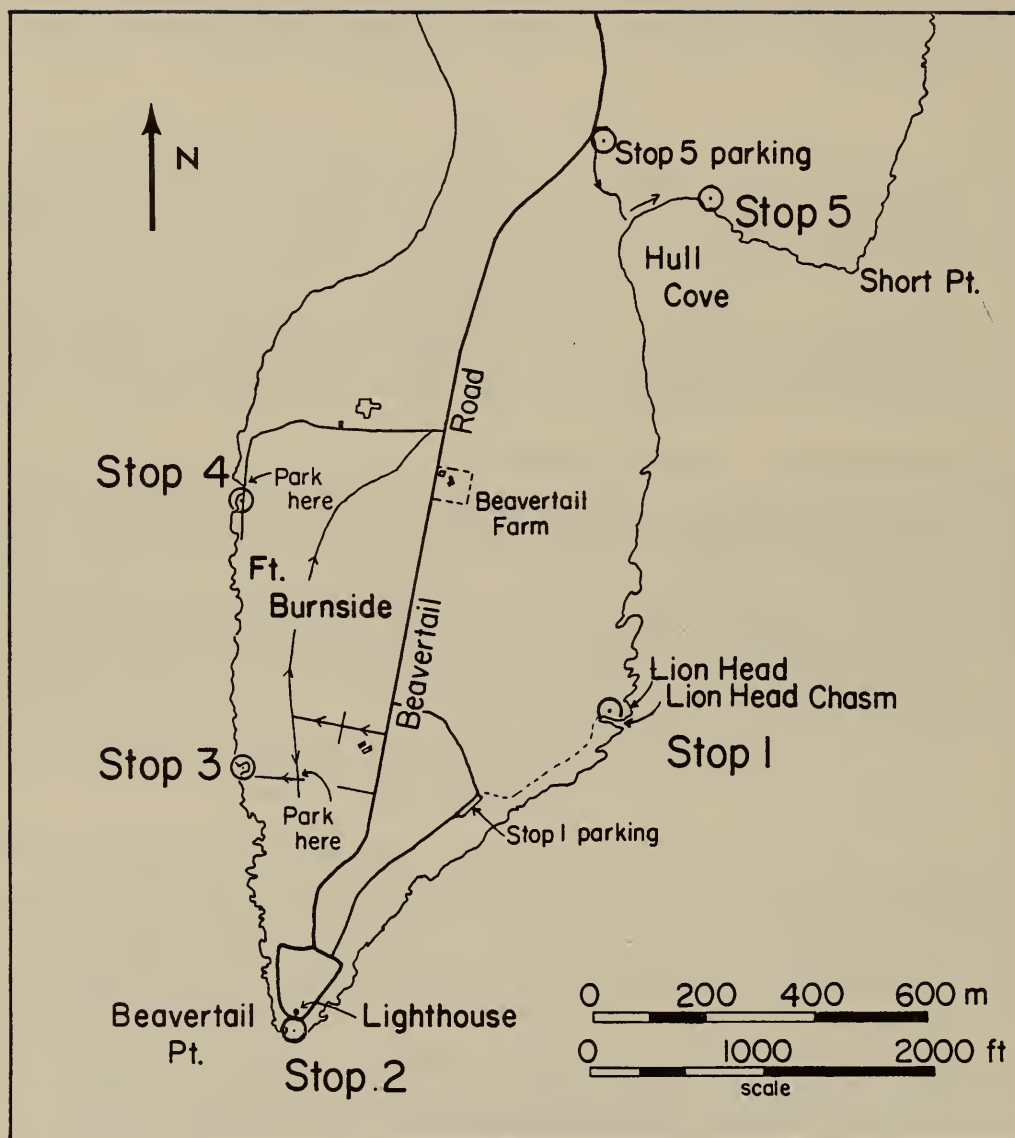 N
Stop 5 parking
Stop 5
Hull
Cove
Short Pt.
Road
Stop 4
Park
here
Beavertail
Farm
Ft.
Burnside
Beavertail
Lion Head
Lion Head Chasm
Stop 1
Stop 3
Park
here
Stop 1 parking
Beavertail
Pt.
Lighthouse
Stop 2
0 200 400 600 m
0 1000 2000 ft
scale